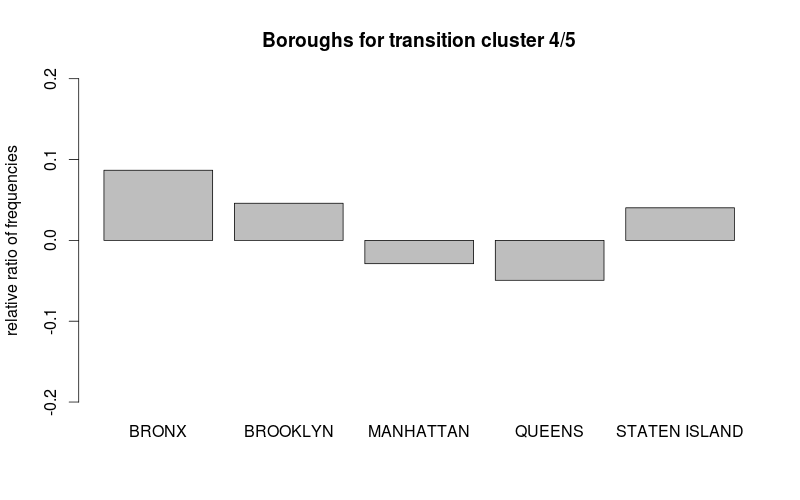 Boroughs for transition cluster 4/5
relative ratio of frequencies
0.2
0.1
0.0
-0.1
-0.2
BRONX BROOKLYN MANHATTAN QUEENS STATEN ISLAND